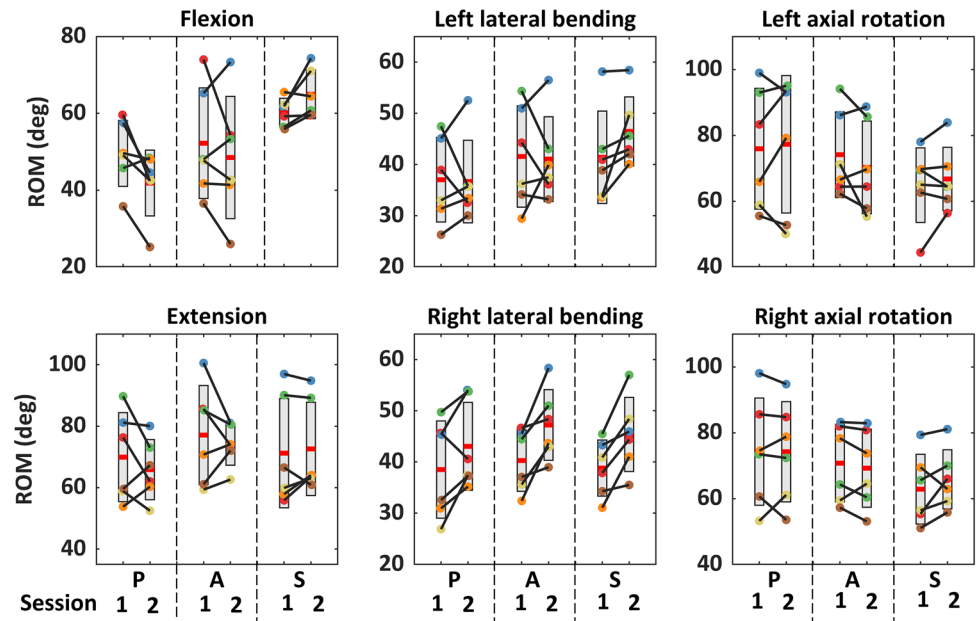 Flexion
Left lateral bending
Left axial rotation
ROM (deg)
80
60
40
20
60
50
40
30
20
100
80
60
40
Extension
Right lateral bending
Right axial rotation
ROM (deg)
100
80
60
40
60
50
40
30
20
100
80
60
40
P A S P A S P A S
Session 1 2 1 2 1 2 1 2 1 2 1 2 1 2 1 2 1 2